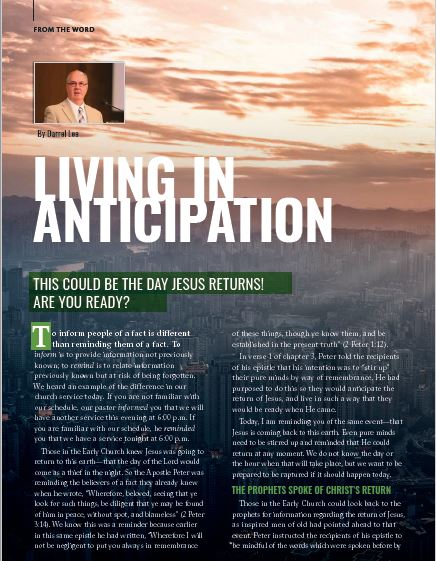 FROM THE WORD
By Darrel Lee
LIVING IN
ANTICIPATION
THIS COULD BE THE DAY JESUS RETURNS!
ARE YOU READY?
To inform people of a fact is different
than reminding them of a fact. To
inform is to provide information not previously
known; to remind is to relate information
previously known but at risk of being forgotten.
We heard an example of the difference in our
church service today. If you are not familiar with
our schedule, our pastor informed you that we will
have another service this evening at 6:00 p.m. If
you are familiar with our schedule, he reminded
you that we have a service tonight at 6:00 p.m.
Those in the Early Church knew Jesus was going
to return to this earth—that the day of the Lord would
come as a thief in the night. So the Apostle Peter was
reminding the believers of a fact they already knew
when he wrote, "Wherefore, beloved, seeing that ye
look for such things, be diligent that ye may be found
of him in peace, without spot, and blameless" (2 Peter
3:14). We know this was a reminder because earlier
in this same epistle he had written, "Wherefore I will
not be negligent to put you always in remembrance
of these things, though ye know them, and be
established in the present truth" (2 Peter 1:12).
In verse 1 of chapter 3, Peter told the recipients
of his epistle that his intention was to "stir up"
their pure minds by way of remembrance. He had
purposed to do this so they would anticipate the
return of Jesus, and live in such a way that they
would be ready when He came.
Today, I am reminding you of the same event—that
Jesus is coming back to this earth. Even pure minds
need to be stirred up and reminded that He could
return at any moment. We do not know the day or
the hour when that will take place, but we want to be
prepared to be raptured if it should happen today.
THE PROPHETS SPOKE OF CHRIST'S RETURN
Those in the Early Church could look back to the
prophets for information regarding the return of Jesus,
as inspired men of old had pointed ahead to that
event. Peter instructed the recipients of his epistle to
"be mindful of the words which were spoken before by